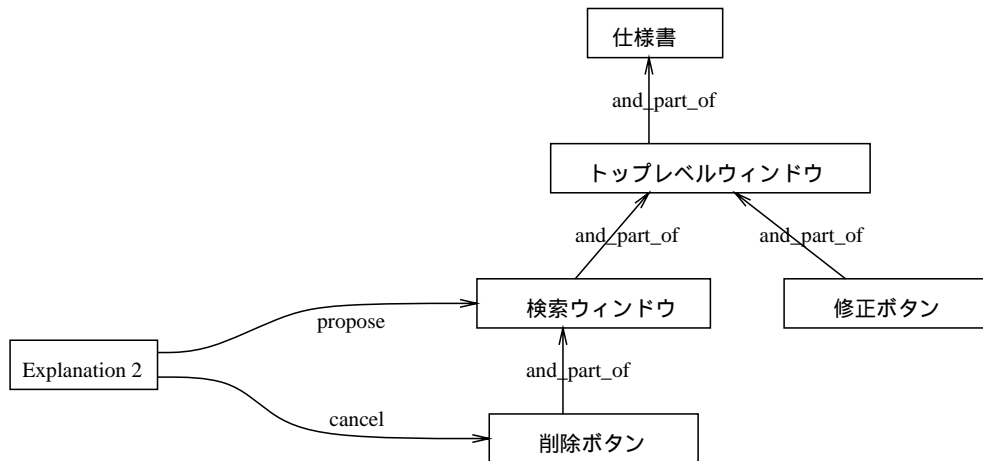 仕様書
and_part_of
トップレベルウィンドウ
and_part_of
and_part_of
検索ウィンドウ
修正ボタン
propose
Explanation 2
and_part_of
cancel
削除ボタン